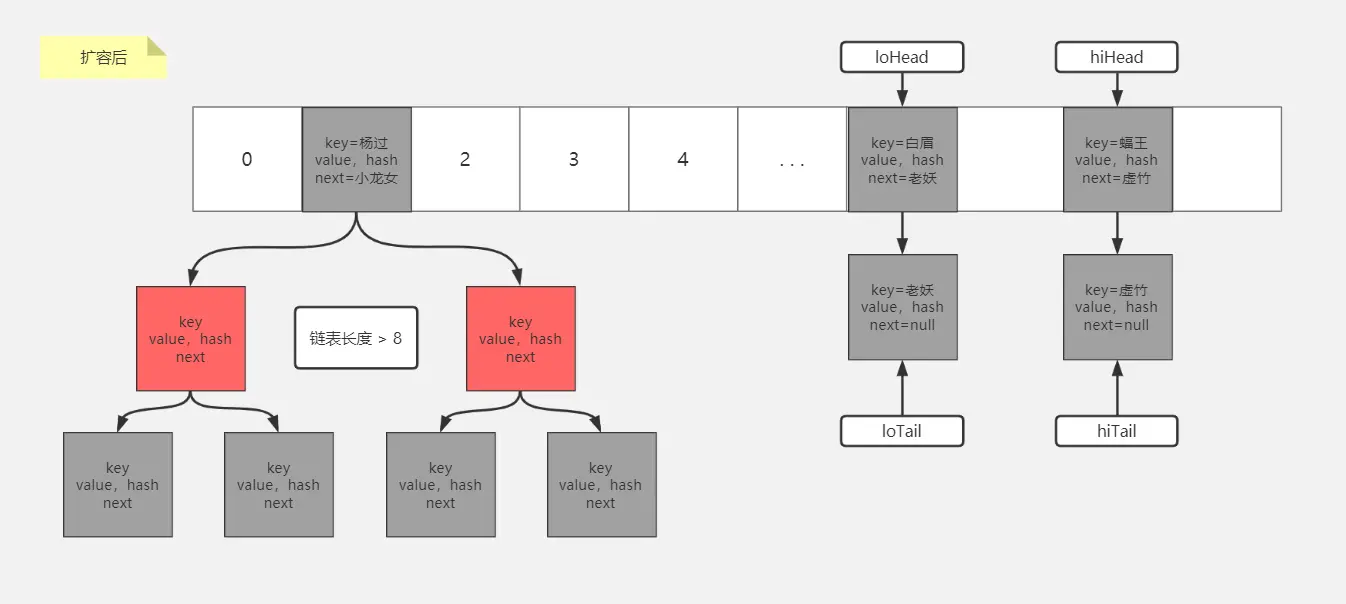 扩容后
loHead
hiHead
0
key=杨过
value，hash
next=小龙女
2
3
4
...
key=白眉
value，hash
next=老妖
key=蝠王
value，hash
next=虚竹
key
value，hash
next
链表长度 > 8
key
value，hash
next
key=老妖
value，hash
next=null
key=虚竹
value，hash
next=null
loTail
hiTail
key
value，hash
next
key
value，hash
next
key
value，hash
next
key
value，hash
next